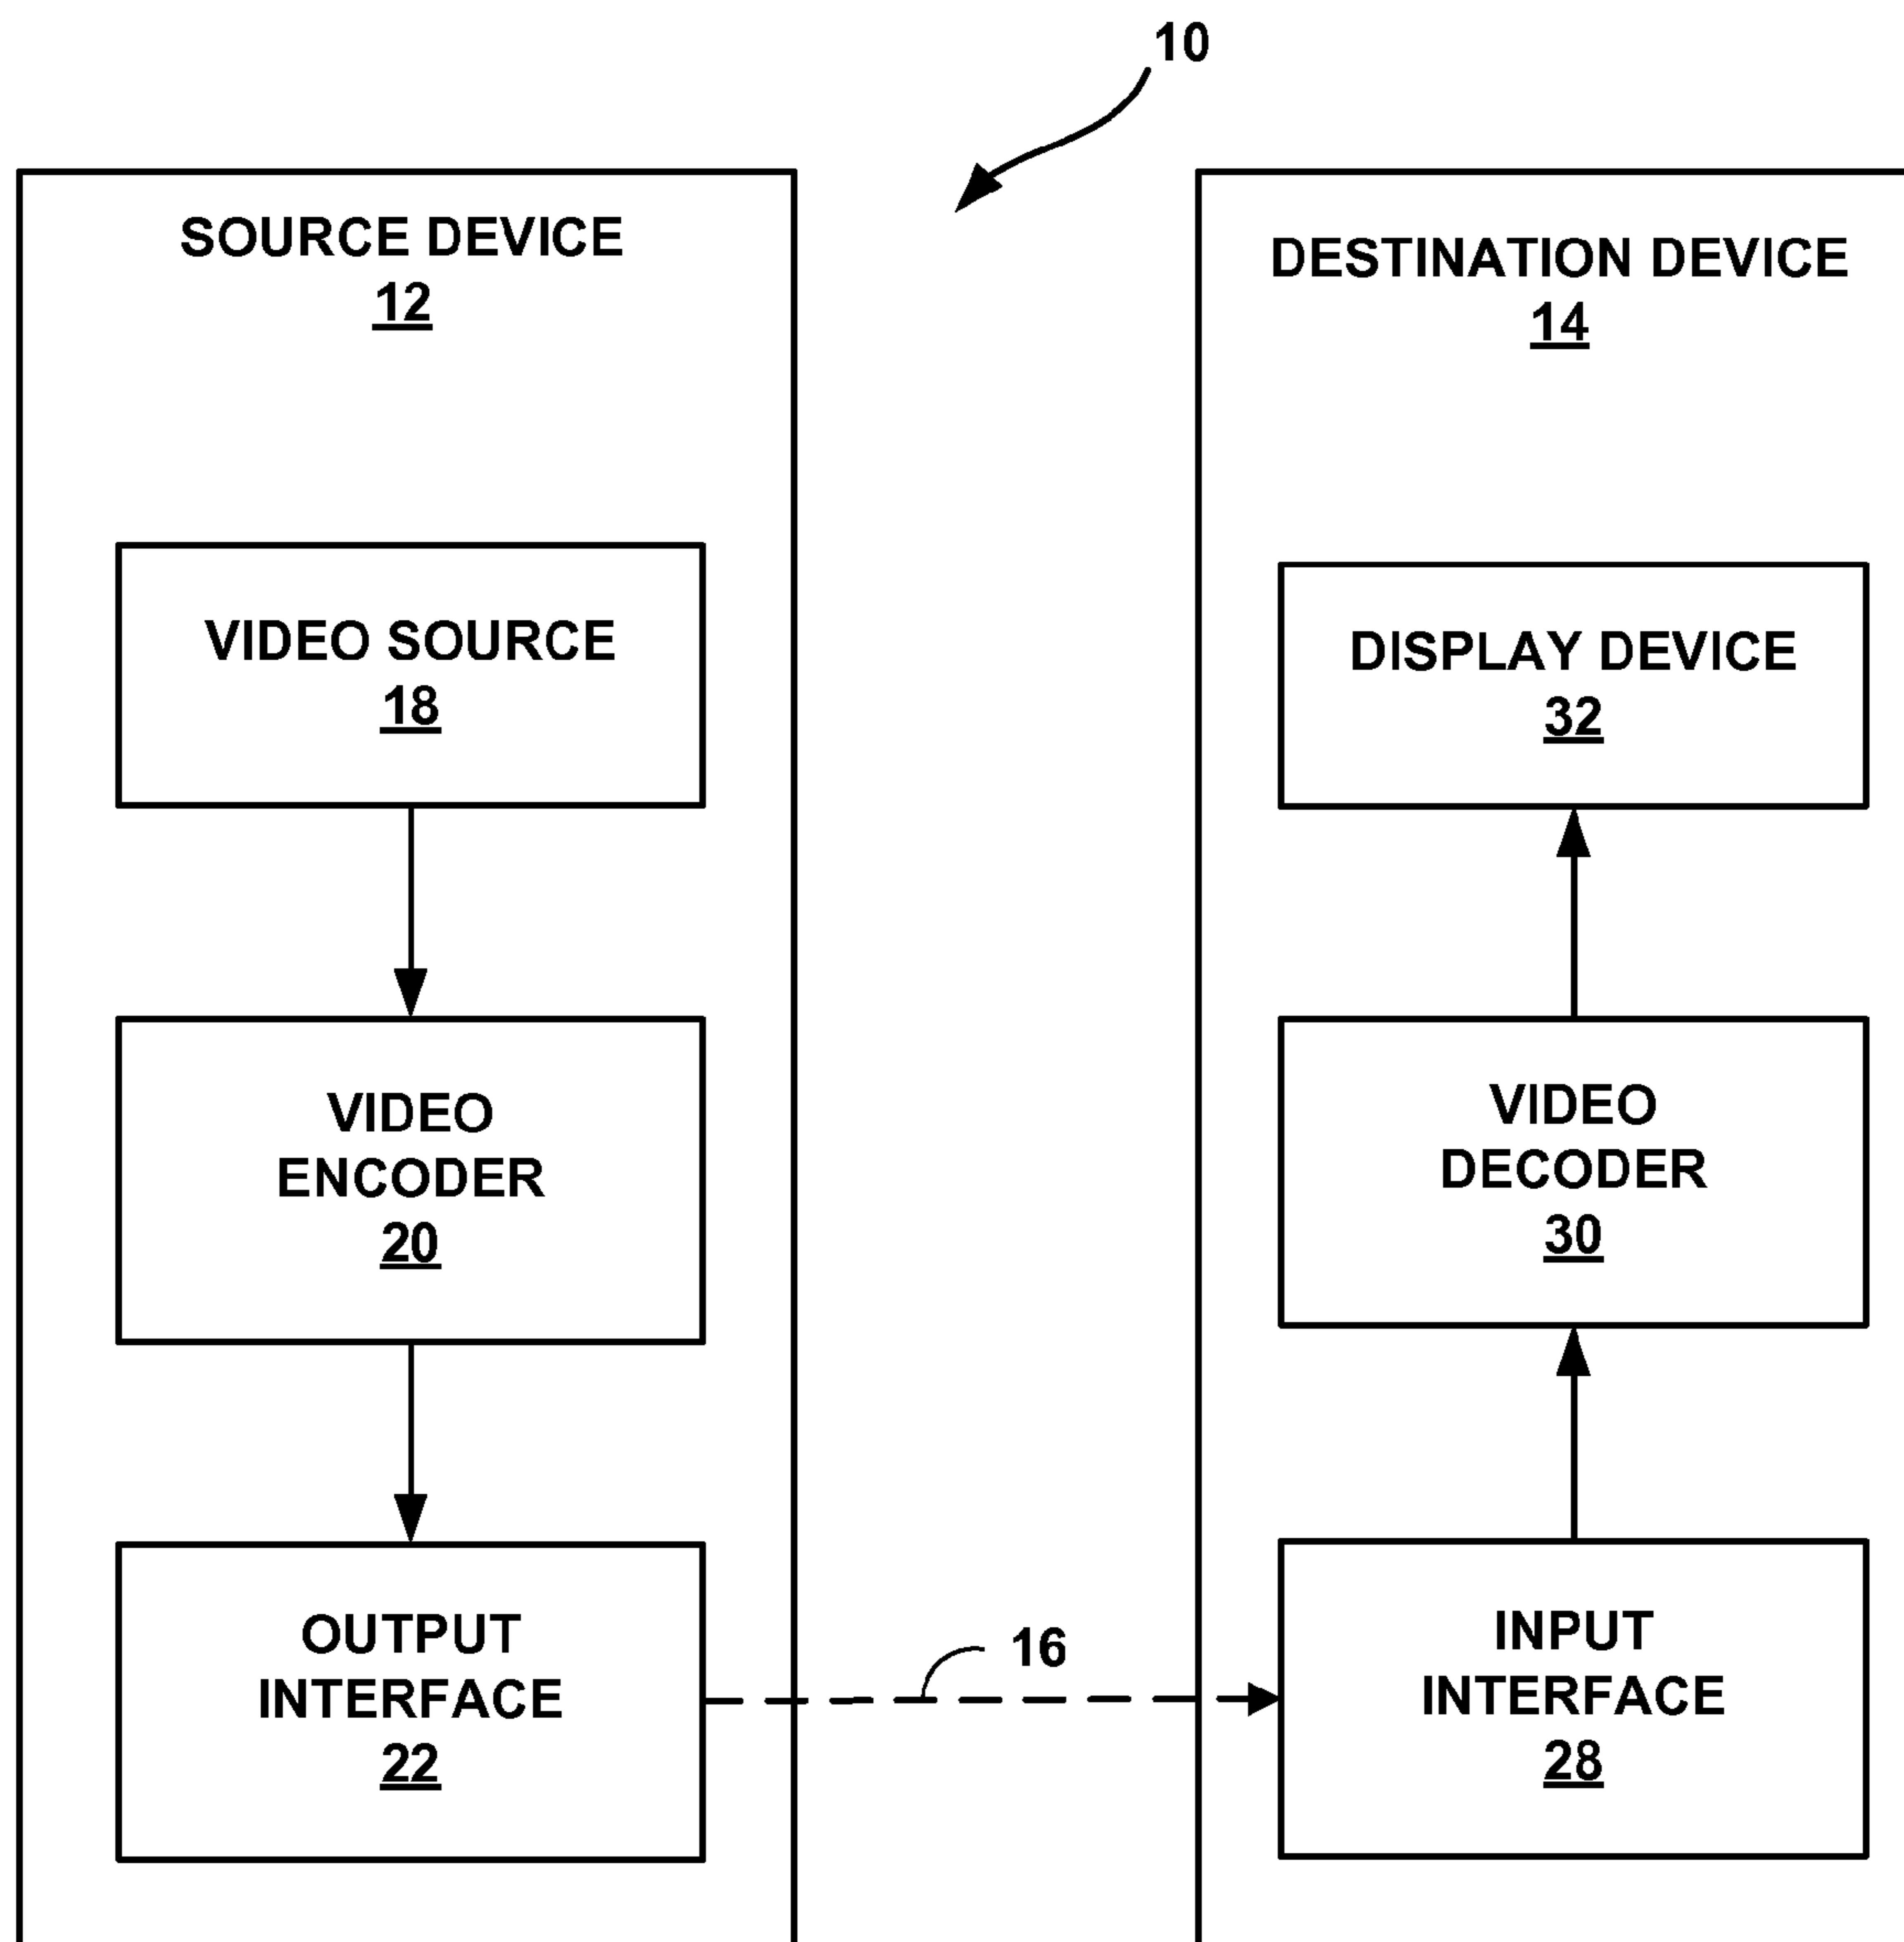 10
SOURCE DEVICE
12
VIDEO SOURCE
18
VIDEO
ENCODER
20
OUTPUT
INTERFACE
22
16
DESTINATION DEVICE
14
DISPLAY DEVICE
32
VIDEO
DECODER
30
INPUT
INTERFACE
28